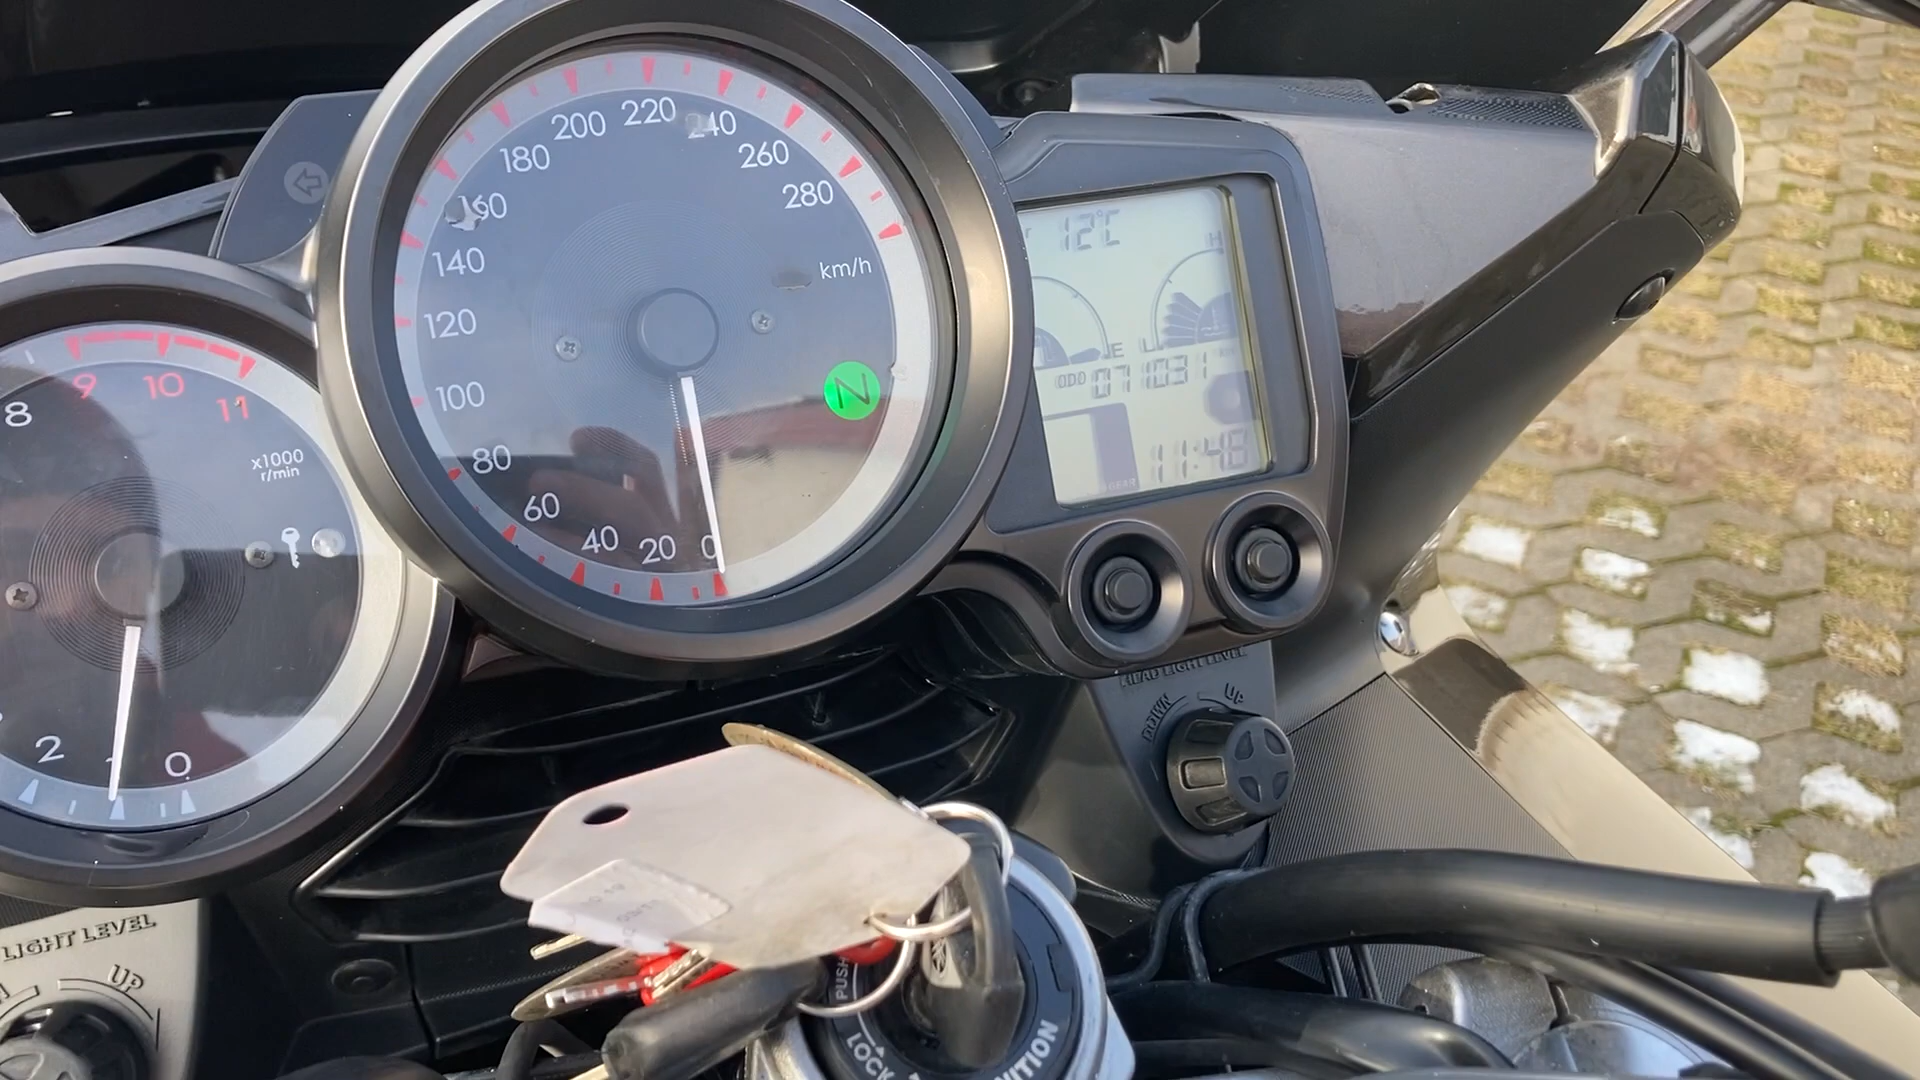 200 220 240
180 260
160 280
140 km/h
120
100 N
80
60
40 20 0
12°C
H
E
ODO 071031
11:48
GEAR
8 9 10 11
x1000
r/min
2 1 0
HEAD LIGHT LEVEL
DOWN UP
LIGHT LEVEL
UP
PUSH
LOCK